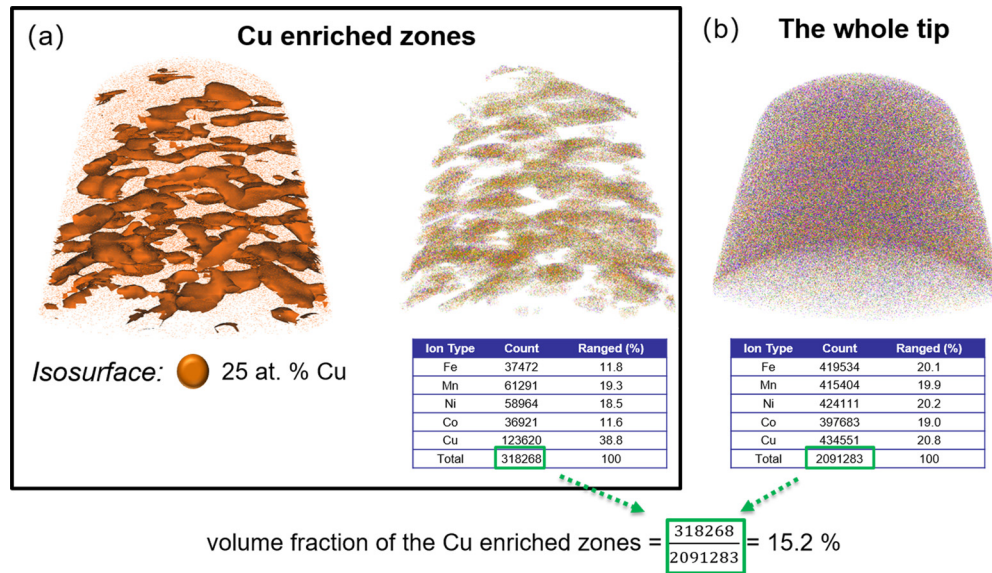 (a) Cu enriched zones
(b) The whole tip
Isosurface: 25 at. % Cu
Ion Type Count Ranged (%)
Fe 37472 11.8
Mn 61291 19.3
Ni 58964 18.5
Co 36921 11.6
Cu 123620 38.8
Total 318268 100
Ion Type Count Ranged (%)
Fe 419534 20.1
Mn 415404 19.9
Ni 424111 20.2
Co 397683 19.0
Cu 434551 20.8
Total 2091283 100
volume fraction of the Cu enriched zones = 318268/2091283 = 15.2 %